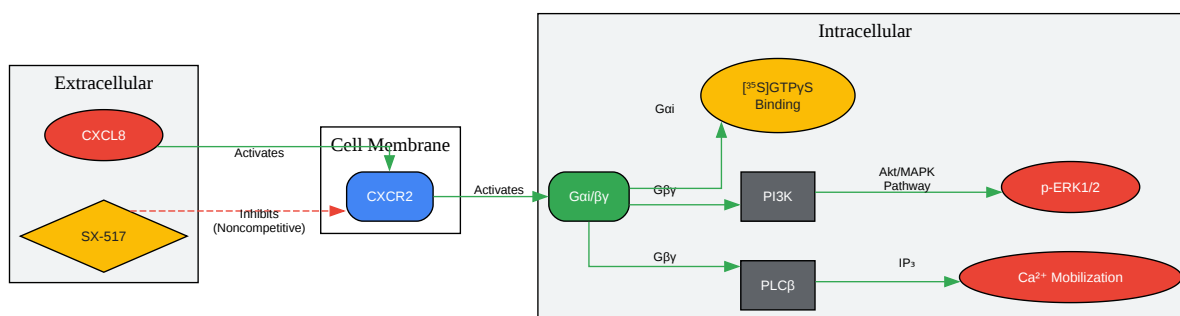 Extracellular
CXCL8
SX-517
Activates
Inhibits
(Noncompetitive)
Cell Membrane
CXCR2
Activates
Intracellular
Gαi/βγ
Gαi
[³⁵S]GTPγS
Binding
Gβγ
PI3K
Akt/MAPK
Pathway
p-ERK1/2
Gβγ
PLCβ
IP₃
Ca²⁺ Mobilization